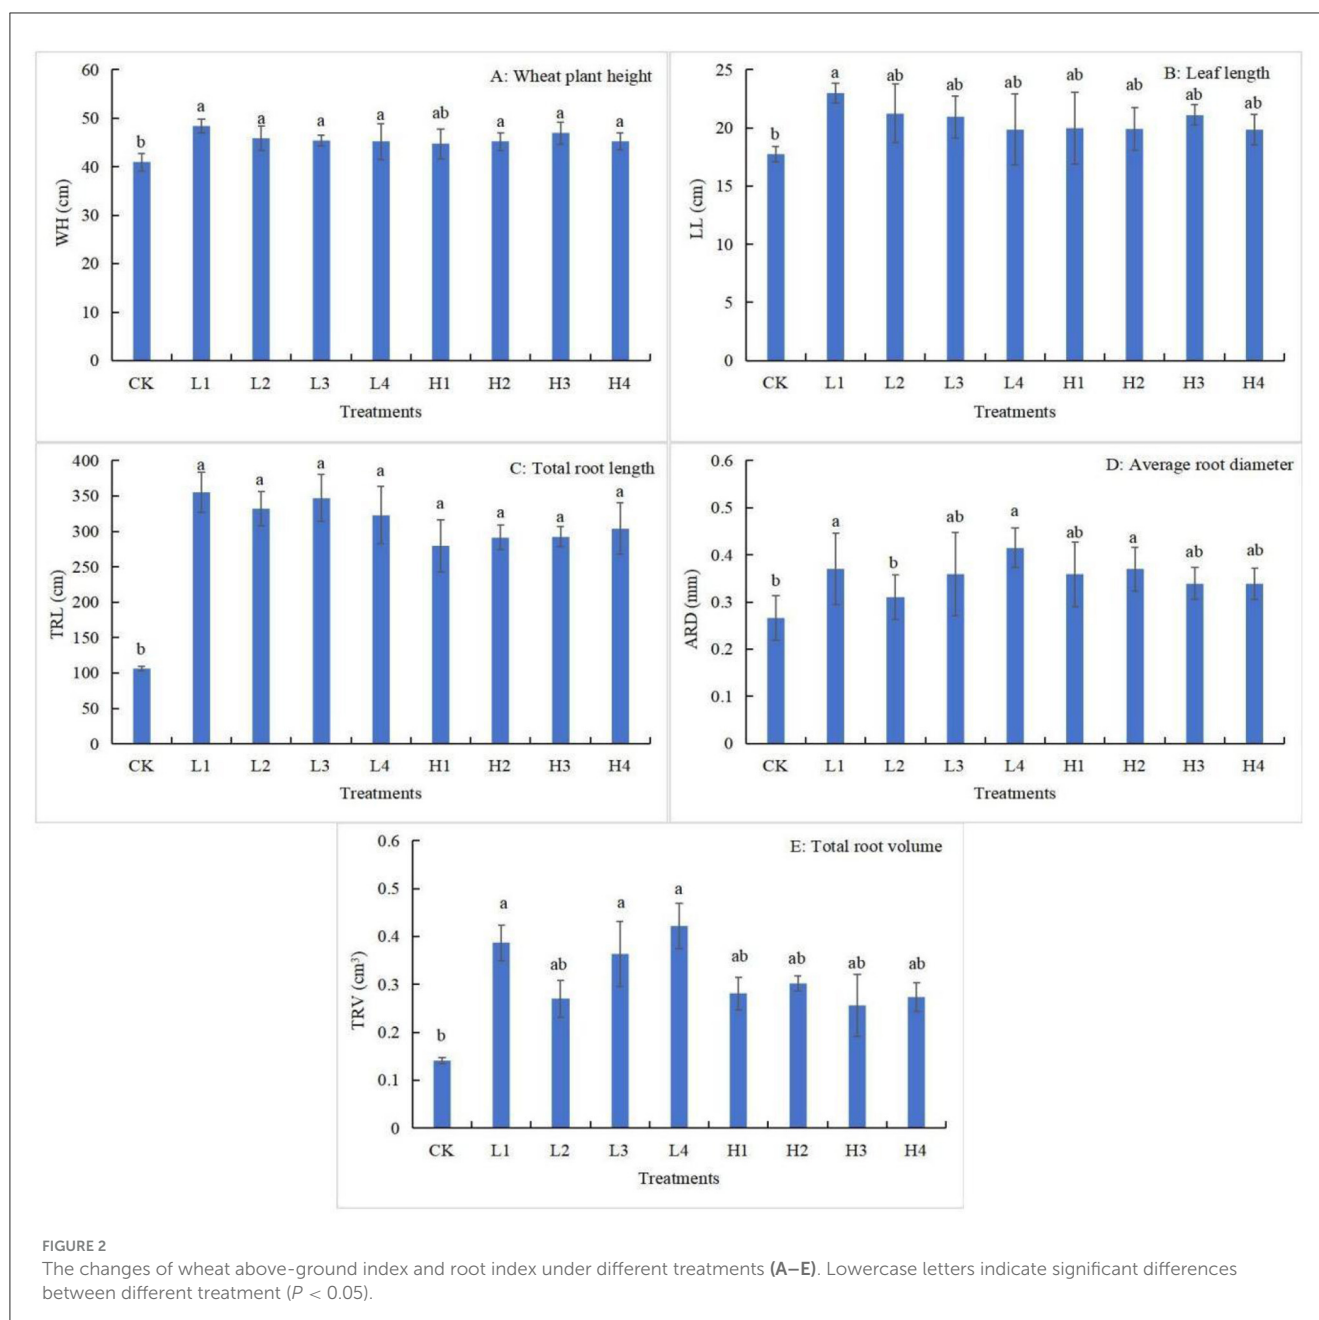 A: Wheat plant height
60
50
40
30
20
10
0
WH (cm)
b a a a a ab a a a
CK L1 L2 L3 L4 H1 H2 H3 H4
Treatments
B: Leaf length
25
20
15
10
5
0
LL (cm)
b a ab ab ab ab ab ab ab
CK L1 L2 L3 L4 H1 H2 H3 H4
Treatments
C: Total root length
400
350
300
250
200
150
100
50
0
TRL (cm)
b a a a a a a a a
CK L1 L2 L3 L4 H1 H2 H3 H4
Treatments
D: Average root diameter
0.6
0.5
0.4
0.3
0.2
0.1
0
ARD (mm)
b a b ab a ab a ab ab
CK L1 L2 L3 L4 H1 H2 H3 H4
Treatments
E: Total root volume
0.6
0.5
0.4
0.3
0.2
0.1
0
TRV (cm³)
b a ab a a ab ab ab ab
CK L1 L2 L3 L4 H1 H2 H3 H4
Treatments
FIGURE 2
The changes of wheat above-ground index and root index under different treatments (A–E). Lowercase letters indicate significant differences
between different treatment (P < 0.05).